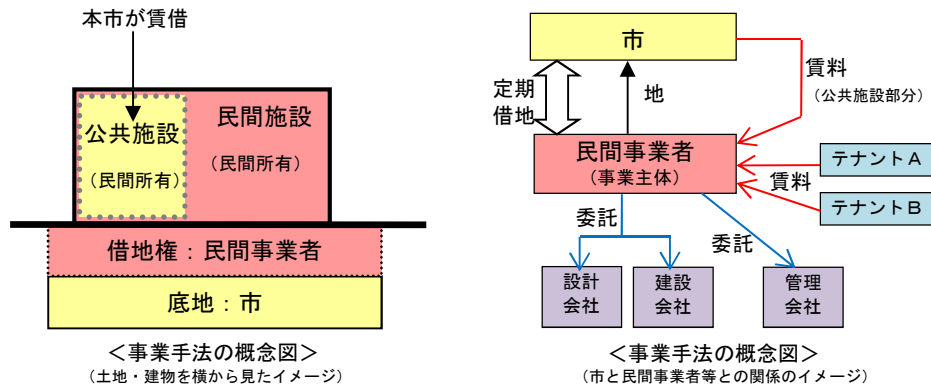 本市が賃借
公共施設
(民間所有)
民間施設
(民間所有)
借地権：民間事業者
底地：市
＜事業手法の概念図＞
(土地・建物を横から見たイメージ)
市
定期
借地
地
賃料
(公共施設部分)
民間事業者
(事業主体)
テナントA
賃料
テナントB
委託
委託
設計
会社
建設
会社
管理
会社
＜事業手法の概念図＞
(市と民間事業者等との関係のイメージ)